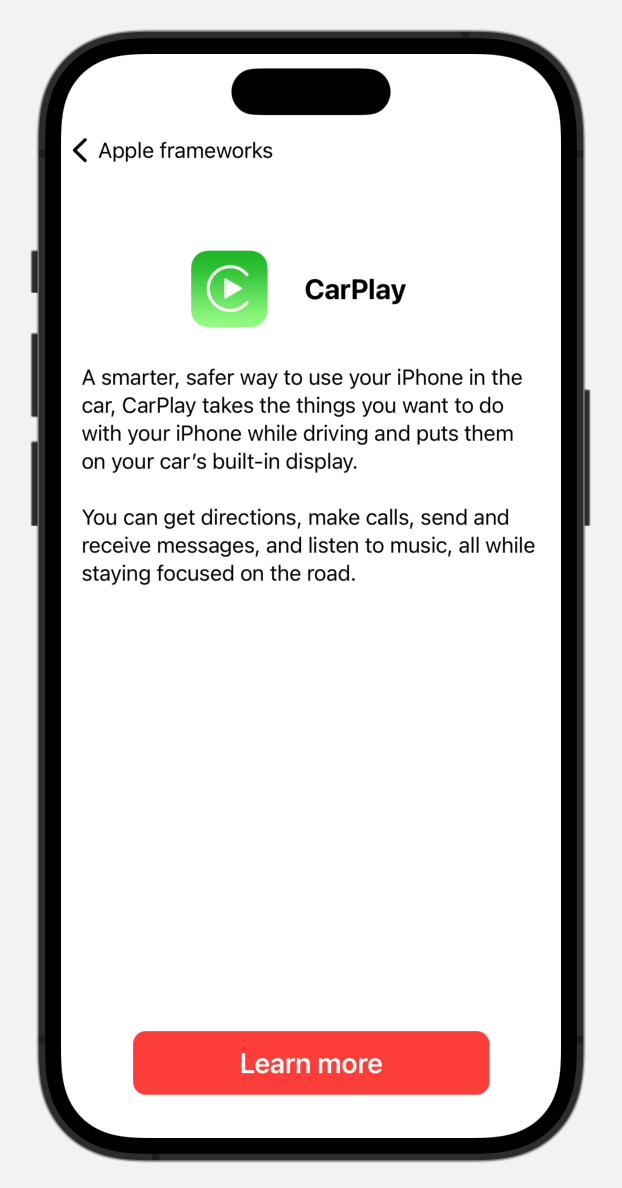 Apple frameworks
CarPlay
A smarter, safer way to use your iPhone in the
car, CarPlay takes the things you want to do
with your iPhone while driving and puts them
on your car’s built-in display.
You can get directions, make calls, send and
receive messages, and listen to music, all while
staying focused on the road.
Learn more